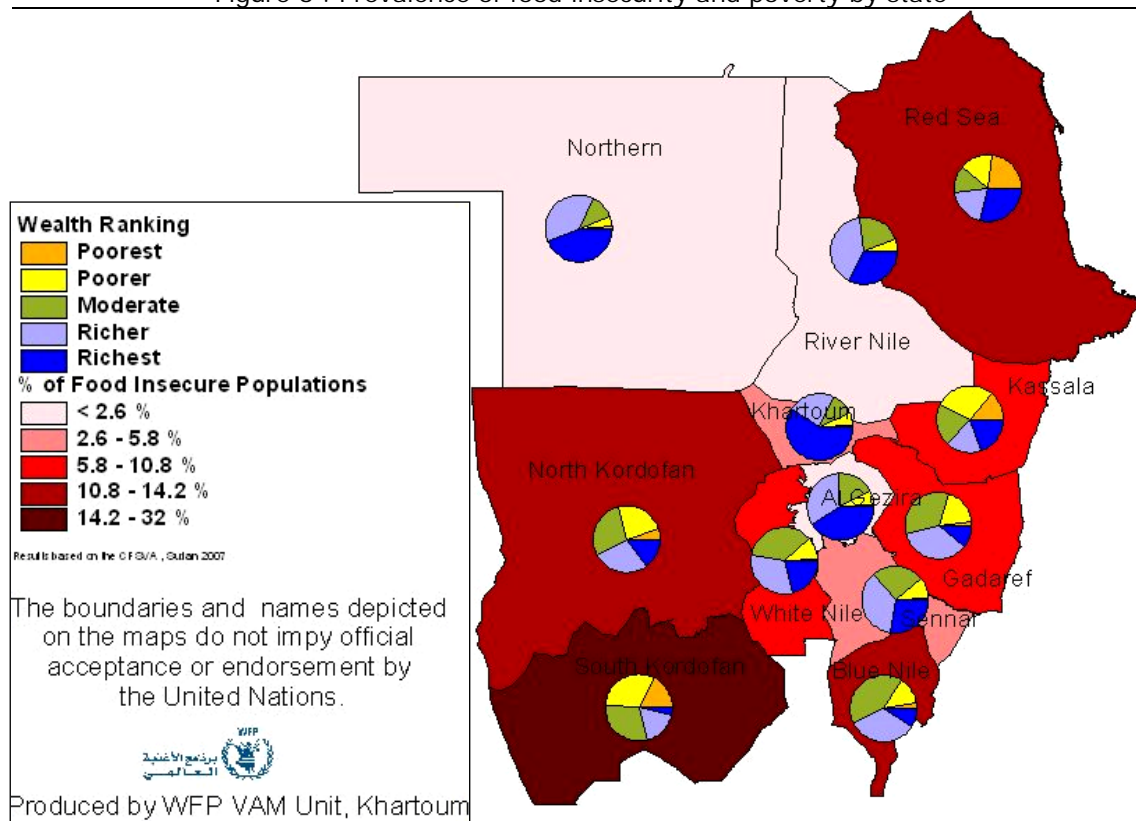 Figure 8 : Prevalence of food insecurity and poverty by state
Red Sea
Northern
Wealth Ranking
Poorest
Poorer
Moderate
Richer
Richest
% of Food Insecure Populations
< 2.6 %
2.6 - 5.8 %
5.8 - 10.8 %
10.8 - 14.2 %
14.2 - 32 %
Results based on the CFSVA , Sudan 2007
River Nile
Kassala
Khartoum
North Kordofan
Al Gezira
Gadaref
White Nile
Sennar
South Kordofan
Blue Nile
The boundaries and names depicted
on the maps do not impy official
acceptance or endorsement by
the United Nations.
WFP
برنامج الأغذية
العالمي
Produced by WFP VAM Unit, Khartoum